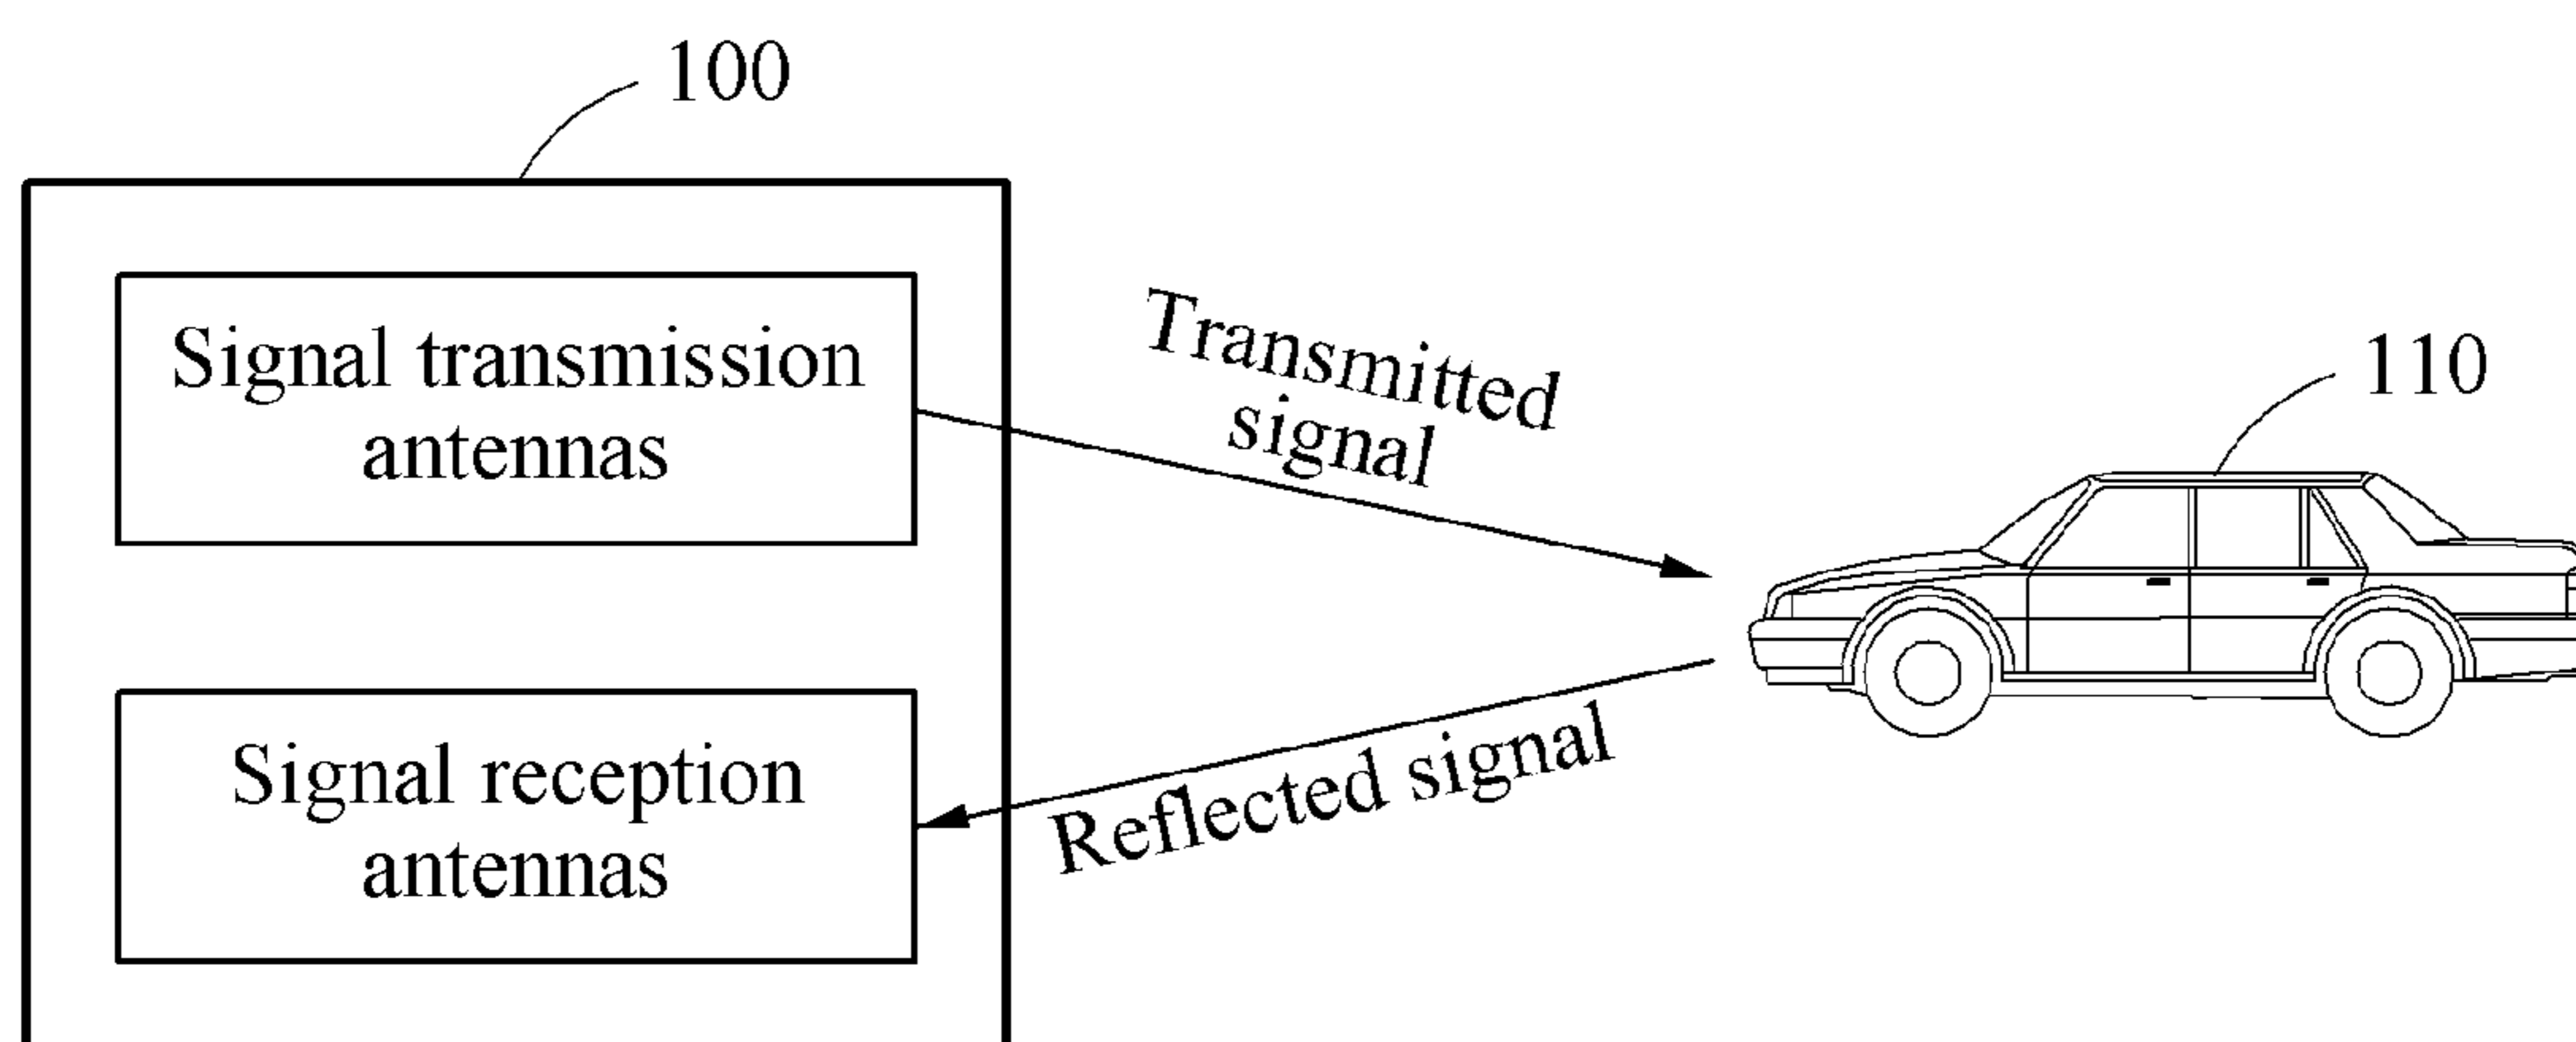 100
Signal transmission
antennas
Transmitted
signal
110
Signal reception
antennas
Reflected signal